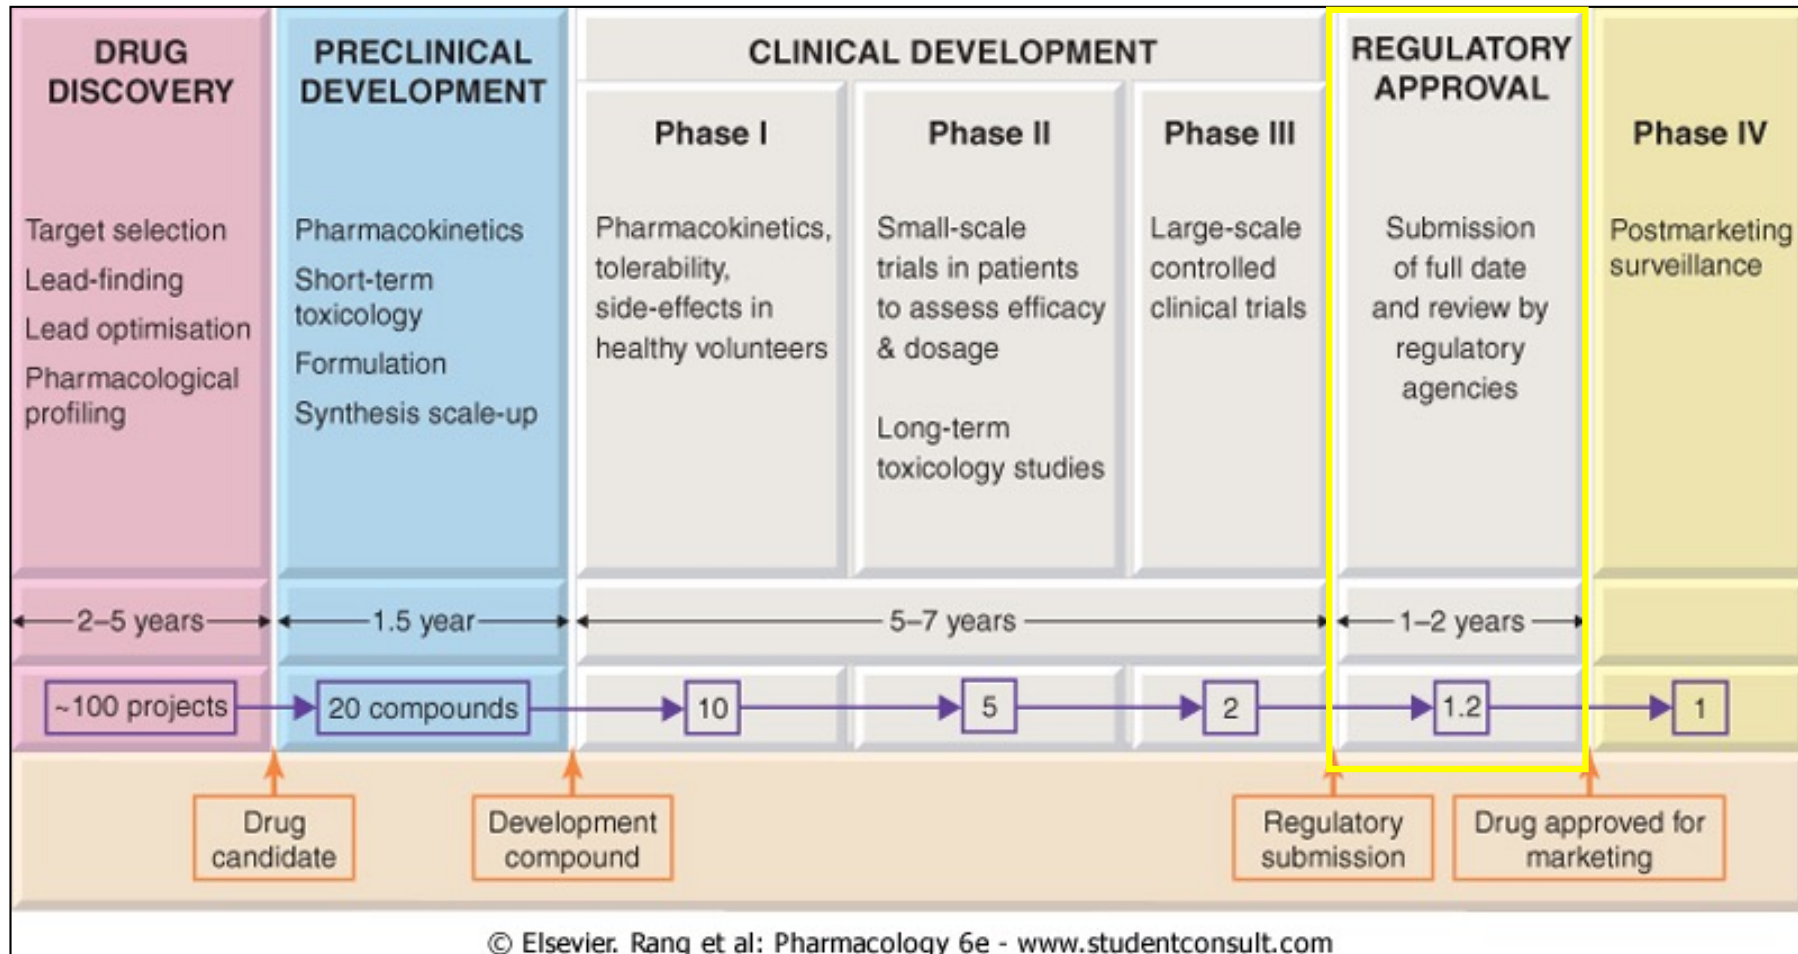 DRUG
DISCOVERY
Target selection
Lead-finding
Lead optimisation
Pharmacological
profiling
2–5 years
~100 projects
PRECLINICAL
DEVELOPMENT
Pharmacokinetics
Short-term
toxicology
Formulation
Synthesis scale-up
1.5 year
20 compounds
CLINICAL DEVELOPMENT
Phase I
Pharmacokinetics,
tolerability,
side-effects in
healthy volunteers
Phase II
Small-scale
trials in patients
to assess efficacy
& dosage
Long-term
toxicology studies
Phase III
Large-scale
controlled
clinical trials
5–7 years
10
5
2
REGULATORY
APPROVAL
Submission
of full date
and review by
regulatory
agencies
1–2 years
1.2
Phase IV
Postmarketing
surveillance
1
Drug
candidate
Development
compound
Regulatory
submission
Drug approved for
marketing
© Elsevier. Rang et al: Pharmacology 6e - www.studentconsult.com